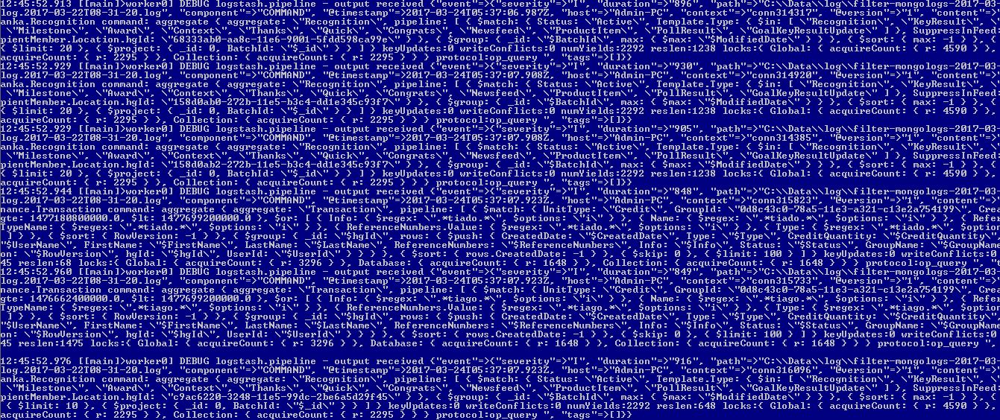 12:45:52.913 [[main]>worker0] DEBUG logstash.pipeline - output received {"event"=>{"severity"=>"I", "0"=>"896", "path"=>"C:\\Data\\log\\filter-mongologs-2017-03-
log.2017-03-22T08-31-20.log", "component"=>"COMMAND", "@timestamp"=>2017-03-24T05:37:06.987Z, "host"=>"Admin-PC", "context"=>"conn314317", "@version"=>"1", "content"=>
anka.Recognition command: aggregate { aggregate: \"Recognition\", pipeline: [ { $match: { Status: \"Active\", Template.Type: { $in: [ \"Recognition\", \"KeyResult\",
 \"Milestone\", \"Award\", \"Context\", \"Thanks\", \"Quick\", \"Congrats\", \"Newsfeed\", \"ProductItem\", \"PollResult\", \"GoalKeyResultUpdate\" ] }, SuppressInFeed
pientMember.Location.hgId: \"68333ab0-aa8c-11e6-9001-5fdd598ca99e\" } }, { $group: { _id: \"$BatchId\", max: { $max: \"$ModifiedDate\" } } }, { $sort: { max: -1 } },
{ $limit: 20 }, { $project: { _id: 0, BatchId: \"$_id\" } } ] } keyUpdates:0 writeConflicts:0 numYields:2292 reslen:1238 locks:{ Global: { acquireCount: { r: 4590 } },
acquireCount: { r: 2295 } }, Collection: { acquireCount: { r: 2295 } } } protocol:op_query ", "tags"=>[]}}
12:45:52.929 [[main]>worker0] DEBUG logstash.pipeline - output received {"event"=>{"severity"=>"I", "0"=>"930", "path"=>"C:\\Data\\log\\filter-mongologs-2017-03-
log.2017-03-22T08-31-20.log", "component"=>"COMMAND", "@timestamp"=>2017-03-24T05:37:07.908Z, "host"=>"Admin-PC", "context"=>"conn314920", "@version"=>"1", "content"=>
anka.Recognition command: aggregate { aggregate: \"Recognition\", pipeline: [ { $match: { Status: \"Active\", Template.Type: { $in: [ \"Recognition\", \"KeyResult\",
 \"Milestone\", \"Award\", \"Context\", \"Thanks\", \"Quick\", \"Congrats\", \"Newsfeed\", \"ProductItem\", \"PollResult\", \"GoalKeyResultUpdate\" ] }, SuppressInFeed
pientMember.Location.hgId: \"158d0ab0-272b-11e5-b3c4-dd1e345c93f7\" } }, { $group: { _id: \"$BatchId\", max: { $max: \"$ModifiedDate\" } } }, { $sort: { max: -1 } },
{ $limit: 20 }, { $project: { _id: 0, BatchId: \"$_id\" } } ] } keyUpdates:0 writeConflicts:0 numYields:2292 reslen:1238 locks:{ Global: { acquireCount: { r: 4590 } },
acquireCount: { r: 2295 } }, Collection: { acquireCount: { r: 2295 } } } protocol:op_query ", "tags"=>[]}}
12:45:52.929 [[main]>worker0] DEBUG logstash.pipeline - output received {"event"=>{"severity"=>"I", "0"=>"905", "path"=>"C:\\Data\\log\\filter-mongologs-2017-03-
log.2017-03-22T08-31-20.log", "component"=>"COMMAND", "@timestamp"=>2017-03-24T05:37:07.908Z, "host"=>"Admin-PC", "context"=>"conn314385", "@version"=>"1", "content"=>
anka.Recognition command: aggregate { aggregate: \"Recognition\", pipeline: [ { $match: { Status: \"Active\", Template.Type: { $in: [ \"Recognition\", \"KeyResult\",
 \"Milestone\", \"Award\", \"Context\", \"Thanks\", \"Quick\", \"Congrats\", \"Newsfeed\", \"ProductItem\", \"PollResult\", \"GoalKeyResultUpdate\" ] }, SuppressInFeed
pientMember.Location.hgId: \"158d0ab2-272b-11e5-b3c4-dd1e345c93f7\" } }, { $group: { _id: \"$BatchId\", max: { $max: \"$ModifiedDate\" } } }, { $sort: { max: -1 } },
{ $limit: 20 }, { $project: { _id: 0, BatchId: \"$_id\" } } ] } keyUpdates:0 writeConflicts:0 numYields:2292 reslen:1238 locks:{ Global: { acquireCount: { r: 4590 } },
acquireCount: { r: 2295 } }, Collection: { acquireCount: { r: 2295 } } } protocol:op_query ", "tags"=>[]}}
12:45:52.944 [[main]>worker0] DEBUG logstash.pipeline - output received {"event"=>{"severity"=>"I", "0"=>"848", "path"=>"C:\\Data\\log\\filter-mongologs-2017-03-
log.2017-03-22T08-31-20.log", "component"=>"COMMAND", "@timestamp"=>2017-03-24T05:37:07.923Z, "host"=>"Admin-PC", "context"=>"conn315823", "@version"=>"1", "content"=>
nance.Transaction command: aggregate { aggregate: \"Transaction\", pipeline: [ { $match: { UnitType: \"Credit\", GroupId: \"0d8c43c0-78a5-11e3-a321-c13e2a754199\", Crea
gte: 1477180800000.0, $lt: 1477699200000.0 }, $or: [ { Info: { $regex: \".*tiado.*\", $options: \"i\" } }, { Name: { $regex: \".*tiado.*\", $options: \"i\" } }, { Refer
TypeName: { $regex: \".*tiado.*\", $options: \"i\" } }, { ReferenceNumbers.Value: { $regex: \".*tiado.*\", $options: \"i\" } }, { Type: { $regex: \".*tiado.*\", $option
 ] } }, { $sort: { RowVersion: -1 } }, { $group: { _id: \"$hgId\", rows: { $push: { CreatedDate: \"$CreatedDate\", Type: \"$Type\", CreditQuantity: \"$CreditQuantity\",
"$UserName\", FirstName: \"$FirstName\", LastName: \"$LastName\", ReferenceNumbers: \"$ReferenceNumbers\", Info: \"$Info\", Status: \"$Status\", GroupName: \"$GroupName
on: \"$RowVersion\", hgId: \"$hgId\", UserId: \"$UserId\" } } } }, { $sort: { rows.CreatedDate: -1 } }, { $skip: 0 }, { $limit: 100 } ] } keyUpdates:0 writeConflicts:0
45 reslen:68 locks:{ Global: { acquireCount: { r: 3296 } }, Database: { acquireCount: { r: 1648 } }, Collection: { acquireCount: { r: 1648 } } } protocol:op_query ", "t
12:45:52.960 [[main]>worker0] DEBUG logstash.pipeline - output received {"event"=>{"severity"=>"I", "0"=>"849", "path"=>"C:\\Data\\log\\filter-mongologs-2017-03-
log.2017-03-22T08-31-20.log", "component"=>"COMMAND", "@timestamp"=>2017-03-24T05:37:07.923Z, "host"=>"Admin-PC", "context"=>"conn315733", "@version"=>"1", "content"=>
nance.Transaction command: aggregate { aggregate: \"Transaction\", pipeline: [ { $match: { UnitType: \"Credit\", GroupId: \"0d8c43c0-78a5-11e3-a321-c13e2a754199\", Crea
gte: 1476662400000.0, $lt: 1477699200000.0 }, $or: [ { Info: { $regex: \".*tiago.*\", $options: \"i\" } }, { Name: { $regex: \".*tiago.*\", $options: \"i\" } }, { Refer
TypeName: { $regex: \".*tiago.*\", $options: \"i\" } }, { ReferenceNumbers.Value: { $regex: \".*tiago.*\", $options: \"i\" } }, { Type: { $regex: \".*tiago.*\", $option
 ] } }, { $sort: { RowVersion: -1 } }, { $group: { _id: \"$hgId\", rows: { $push: { CreatedDate: \"$CreatedDate\", Type: \"$Type\", CreditQuantity: \"$CreditQuantity\",
"$UserName\", FirstName: \"$FirstName\", LastName: \"$LastName\", ReferenceNumbers: \"$ReferenceNumbers\", Info: \"$Info\", Status: \"$Status\", GroupName: \"$GroupName
on: \"$RowVersion\", hgId: \"$hgId\", UserId: \"$UserId\" } } } }, { $sort: { rows.CreatedDate: -1 } }, { $skip: 0 }, { $limit: 100 } ] } keyUpdates:0 writeConflicts:0
45 reslen:1475 locks:{ Global: { acquireCount: { r: 3296 } }, Database: { acquireCount: { r: 1648 } }, Collection: { acquireCount: { r: 1648 } } } protocol:op_query ",
12:45:52.976 [[main]>worker0] DEBUG logstash.pipeline - output received {"event"=>{"severity"=>"I", "0"=>"916", "path"=>"C:\\Data\\log\\filter-mongologs-2017-03-
log.2017-03-22T08-31-20.log", "component"=>"COMMAND", "@timestamp"=>2017-03-24T05:37:07.923Z, "host"=>"Admin-PC", "context"=>"conn316096", "@version"=>"1", "content"=>
anka.Recognition command: aggregate { aggregate: \"Recognition\", pipeline: [ { $match: { Status: \"Active\", Template.Type: { $in: [ \"Recognition\", \"KeyResult\",
 \"Milestone\", \"Award\", \"Context\", \"Thanks\", \"Quick\", \"Congrats\", \"Newsfeed\", \"ProductItem\", \"PollResult\", \"GoalKeyResultUpdate\" ] }, SuppressInFeed
pientMember.Location.hgId: \"c9ac6220-3248-11e5-99dc-2be6a5d29f45\" } }, { $group: { _id: \"$BatchId\", max: { $max: \"$ModifiedDate\" } } }, { $sort: { max: -1 } },
 { $limit: 10 }, { $project: { _id: 0, BatchId: \"$_id\" } } ] } keyUpdates:0 writeConflicts:0 numYields:2292 reslen:648 locks:{ Global: { acquireCount: { r: 4590 } },
acquireCount: { r: 2295 } }, Collection: { acquireCount: { r: 2295 } } } protocol:op_query ", "tags"=>[]}}